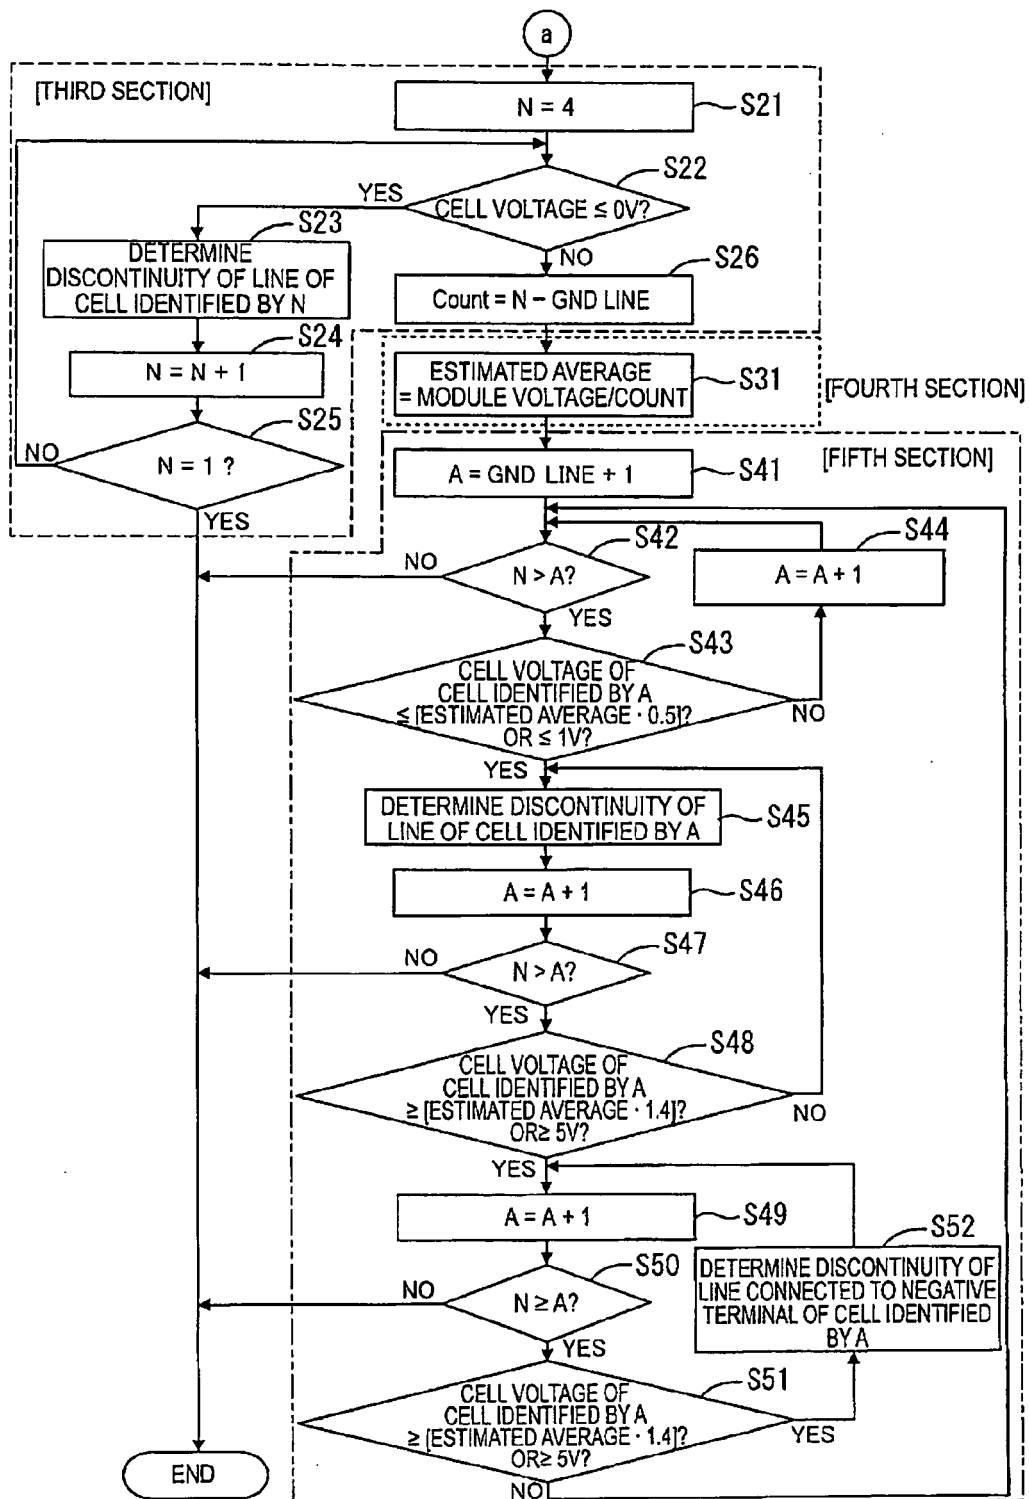 a
[THIRD SECTION]
N = 4
S21
S22
YES
CELL VOLTAGE ≤ 0V?
NO
S23
DETERMINE
DISCONTINUITY OF LINE OF
CELL IDENTIFIED BY N
S26
Count = N − GND LINE
S24
N = N + 1
S31
ESTIMATED AVERAGE
= MODULE VOLTAGE/COUNT
[FOURTH SECTION]
S25
NO
N = 1 ?
YES
[FIFTH SECTION]
S41
A = GND LINE + 1
S42
NO
N > A?
YES
S44
A = A + 1
S43
CELL VOLTAGE OF
CELL IDENTIFIED BY A
≤ [ESTIMATED AVERAGE · 0.5]?
OR ≤ 1V?
NO
YES
DETERMINE DISCONTINUITY OF
LINE OF CELL IDENTIFIED BY A
S45
A = A + 1
S46
S47
NO
N > A?
YES
S48
CELL VOLTAGE OF
CELL IDENTIFIED BY A
≥ [ESTIMATED AVERAGE · 1.4]?
OR≥ 5V?
NO
YES
A = A + 1
S49
S50
NO
N ≥ A?
YES
S52
DETERMINE DISCONTINUITY OF
LINE CONNECTED TO NEGATIVE
TERMINAL OF CELL IDENTIFIED
BY A
S51
CELL VOLTAGE OF
CELL IDENTIFIED BY A
≥ [ESTIMATED AVERAGE · 1.4]?
OR≥ 5V?
YES
NO
END